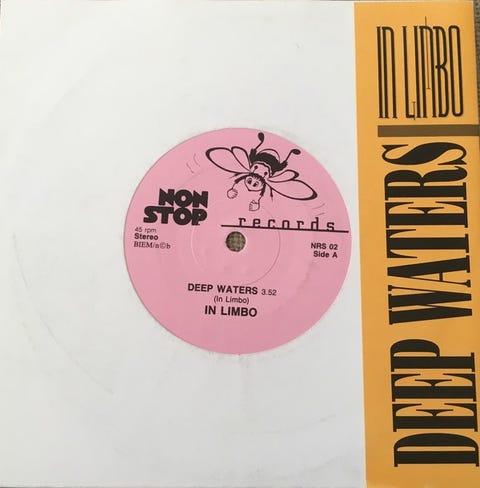 IN LIMBO
DEEP WATERS
NON
STOP
records
45 rpm
Stereo
BIEM/n©b
NRS 02
Side A
DEEP WATERS 3.52
(In Limbo)
IN LIMBO